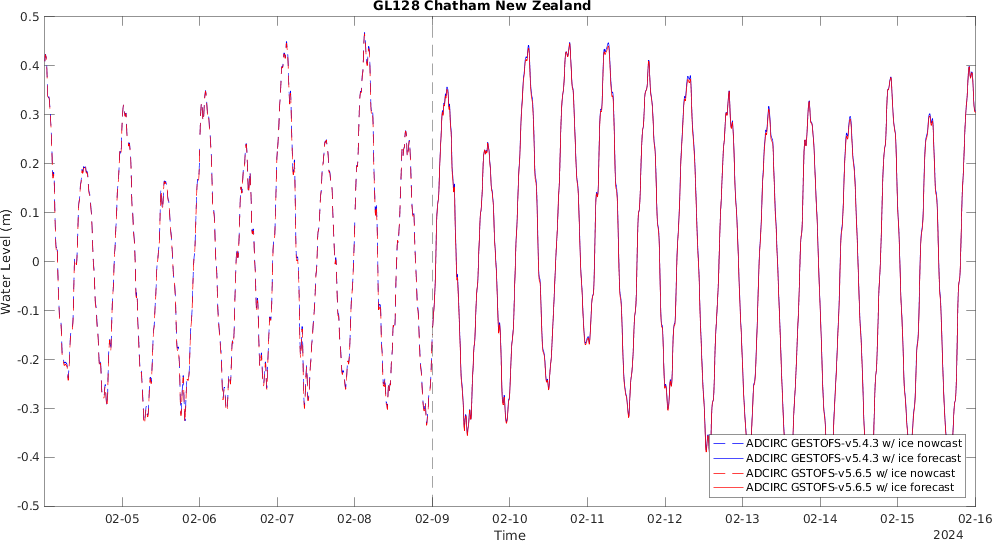 GL128 Chatham New Zealand
0.5
0.4
0.3
0.2
0.1
0
-0.1
-0.2
-0.3
-0.4
-0.5
Water Level (m)
ADCIRC GESTOFS-v5.4.3 w/ ice nowcast
ADCIRC GESTOFS-v5.4.3 w/ ice forecast
ADCIRC GSTOFS-v5.6.5 w/ ice nowcast
ADCIRC GSTOFS-v5.6.5 w/ ice forecast
02-05 02-06 02-07 02-08 02-09 02-10 02-11 02-12 02-13 02-14 02-15 02-16
Time
2024